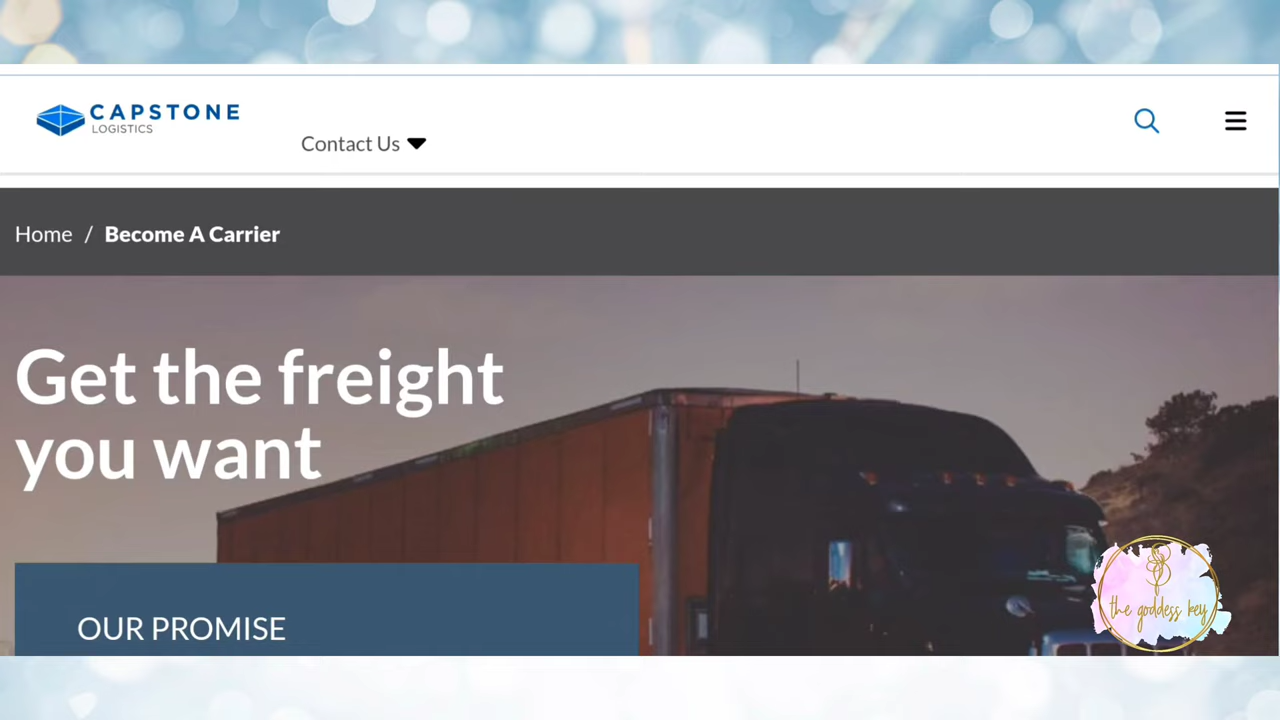 CAPSTONE
LOGISTICS
Contact Us
Home / Become A Carrier
Get the freight
you want
OUR PROMISE
the goddess key